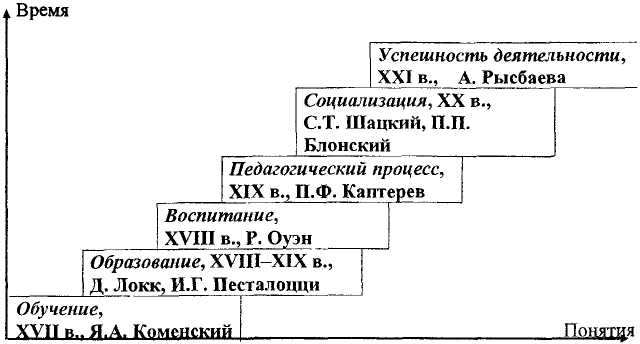 Время
Успешность деятельности,
XXI в., А. Рысбаева
Социализация, XX в.,
С.Т. Шацкий, П.П.
Блонский
Педагогический процесс,
XIX в., П.Ф. Каптерев
Воспитание,
XVIII в., Р. Оуэн
Образование, XVIII–XIX в.,
Д. Локк, И.Г. Песталоцци
Обучение,
XVII в., Я.А. Коменский
Понятия